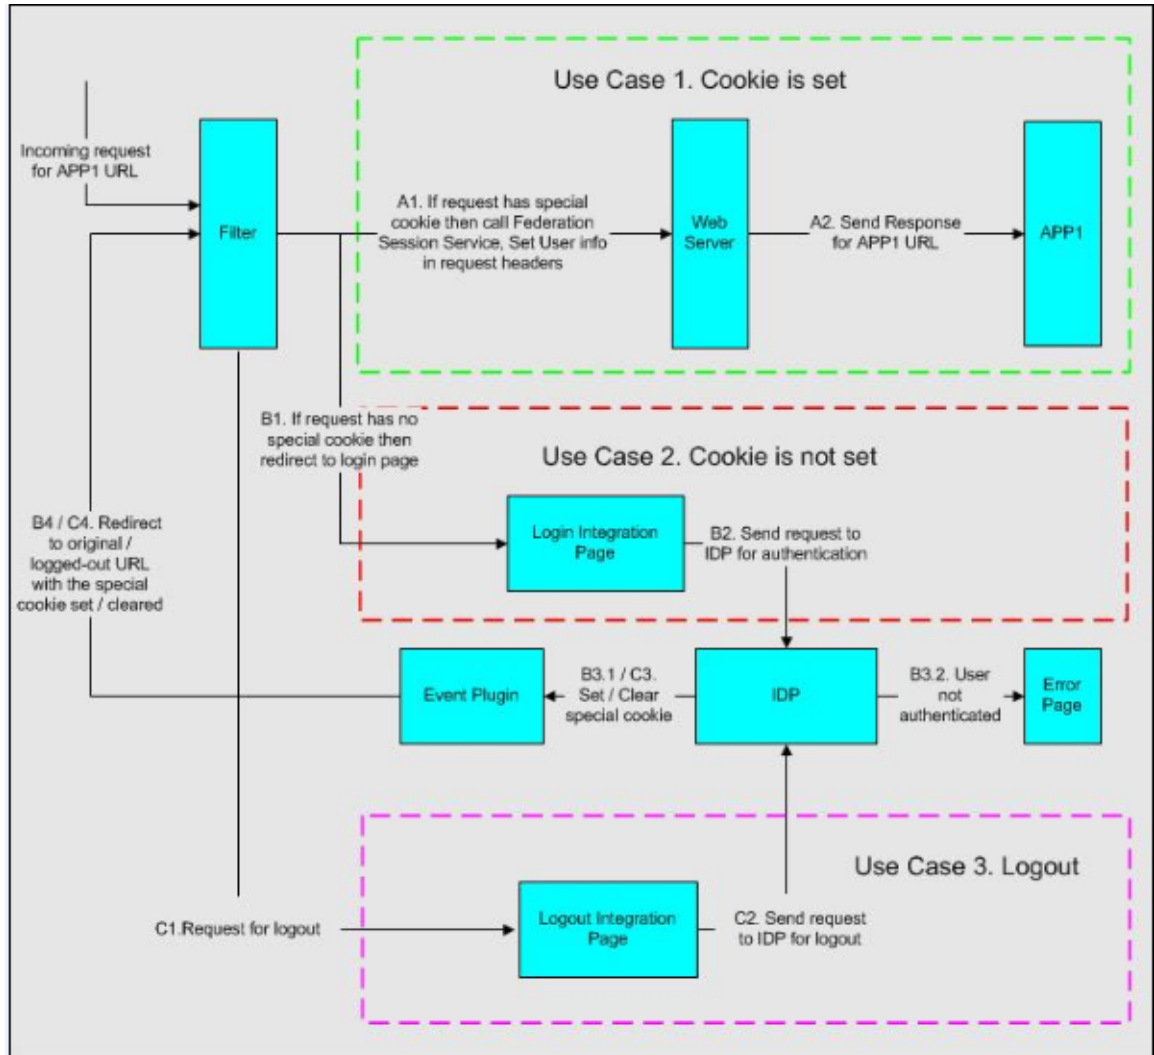 Use Case 1. Cookie is set
Incoming request
for APP1 URL
Filter
A1. If request has special
cookie then call Federation
Session Service, Set User info
in request headers
Web
Server
A2. Send Response
for APP1 URL
APP1
B1. If request has no
special cookie then
redirect to login page
Use Case 2. Cookie is not set
Login Integration
Page
B2. Send request to
IDP for authentication
B4 / C4. Redirect
to original /
logged-out URL
with the special
cookie set / cleared
Event Plugin
B3.1 / C3.
Set / Clear
special cookie
IDP
B3.2. User
not
authenticated
Error
Page
Use Case 3. Logout
C1.Request for logout
Logout Integration
Page
C2. Send request
to IDP for logout